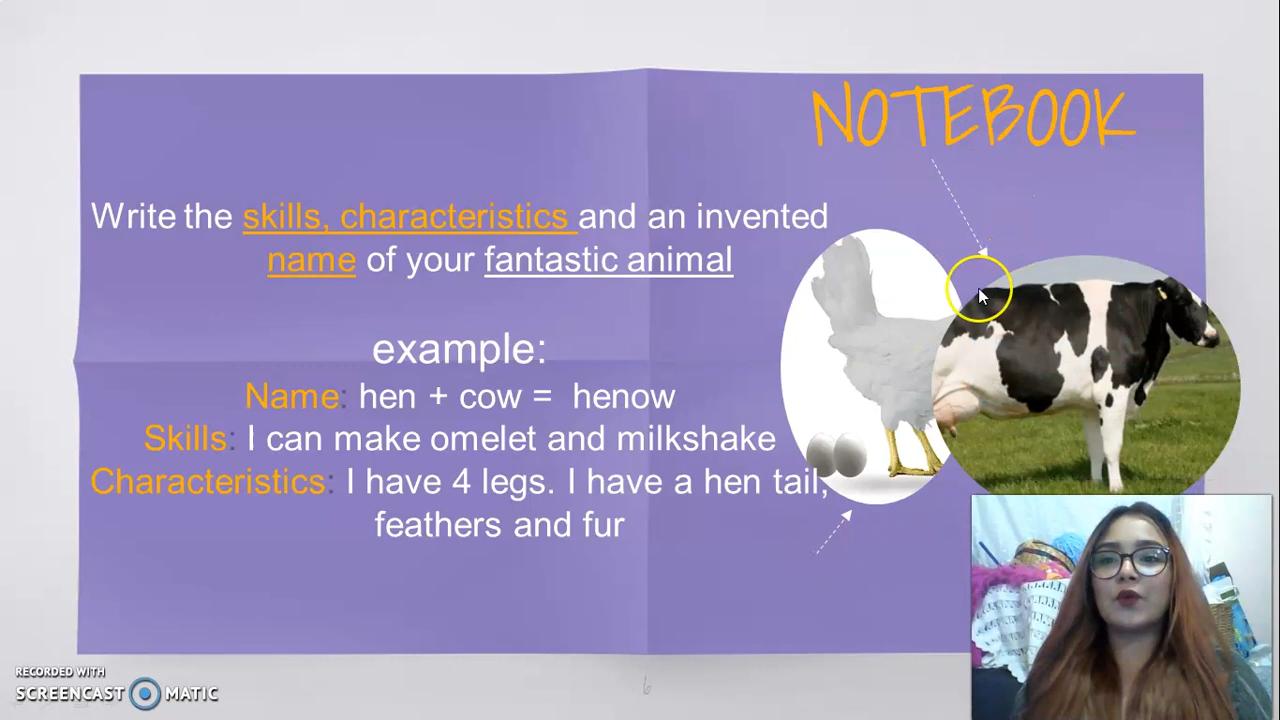 NOTEBOOK
Write the skills, characteristics and an invented
name of your fantastic animal
example:
Name: hen + cow = henow
Skills: I can make omelet and milkshake
Characteristics: I have 4 legs. I have a hen tail,
feathers and fur
6
RECORDED WITH
SCREENCAST MATIC